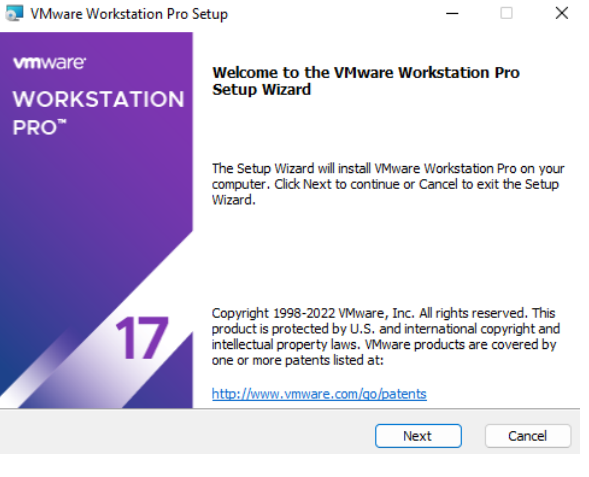 VMware Workstation Pro Setup
vmware®
WORKSTATION
PRO™
17
Welcome to the VMware Workstation Pro
Setup Wizard
The Setup Wizard will install VMware Workstation Pro on your
computer. Click Next to continue or Cancel to exit the Setup
Wizard.
Copyright 1998-2022 VMware, Inc. All rights reserved. This
product is protected by U.S. and international copyright and
intellectual property laws. VMware products are covered by
one or more patents listed at:
http://www.vmware.com/go/patents
Next
Cancel